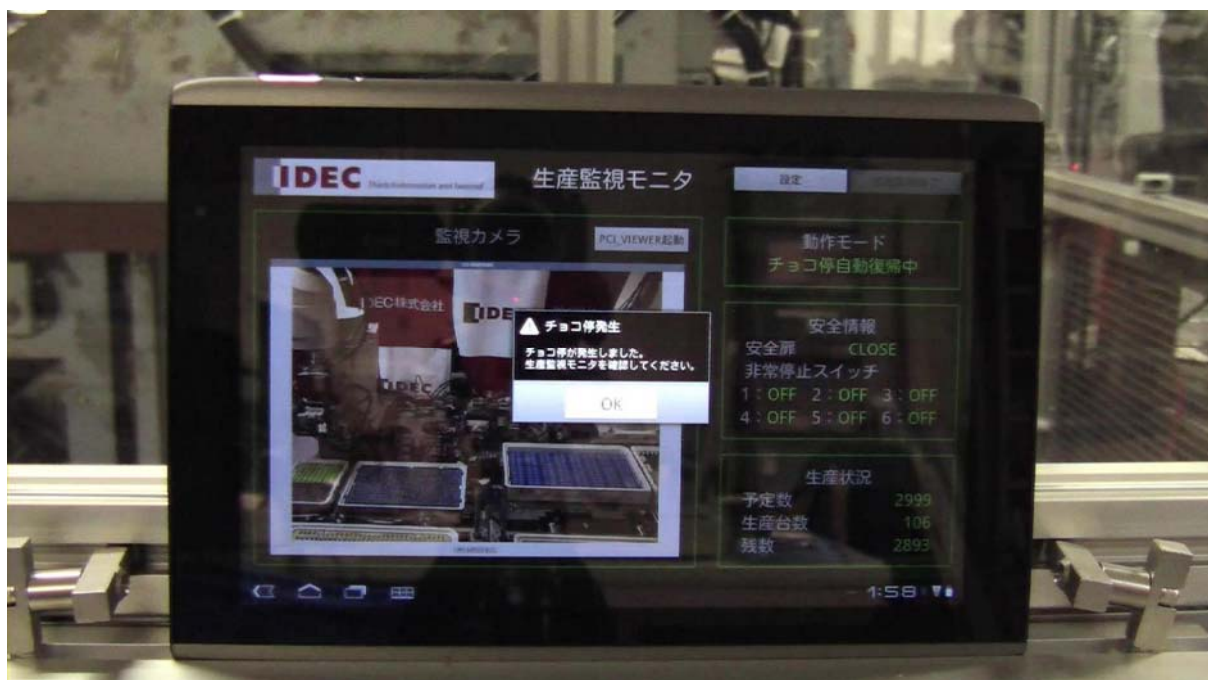 IDEC
生産監視モニタ
設定
監視カメラ
PCI_VIEWER起動
IDEC株式会社
IDE
IDEC
チョコ停発生
チョコ停が発生しました。
生産監視モニタを確認してください。
OK
動作モード
チョコ停自動復帰中
安全情報
安全扉 CLOSE
非常停止スイッチ
1:OFF 2:OFF 3:OFF
4:OFF 5:OFF 6:OFF
生産状況
予定数 2999
生産台数 106
残数 2893
1:58